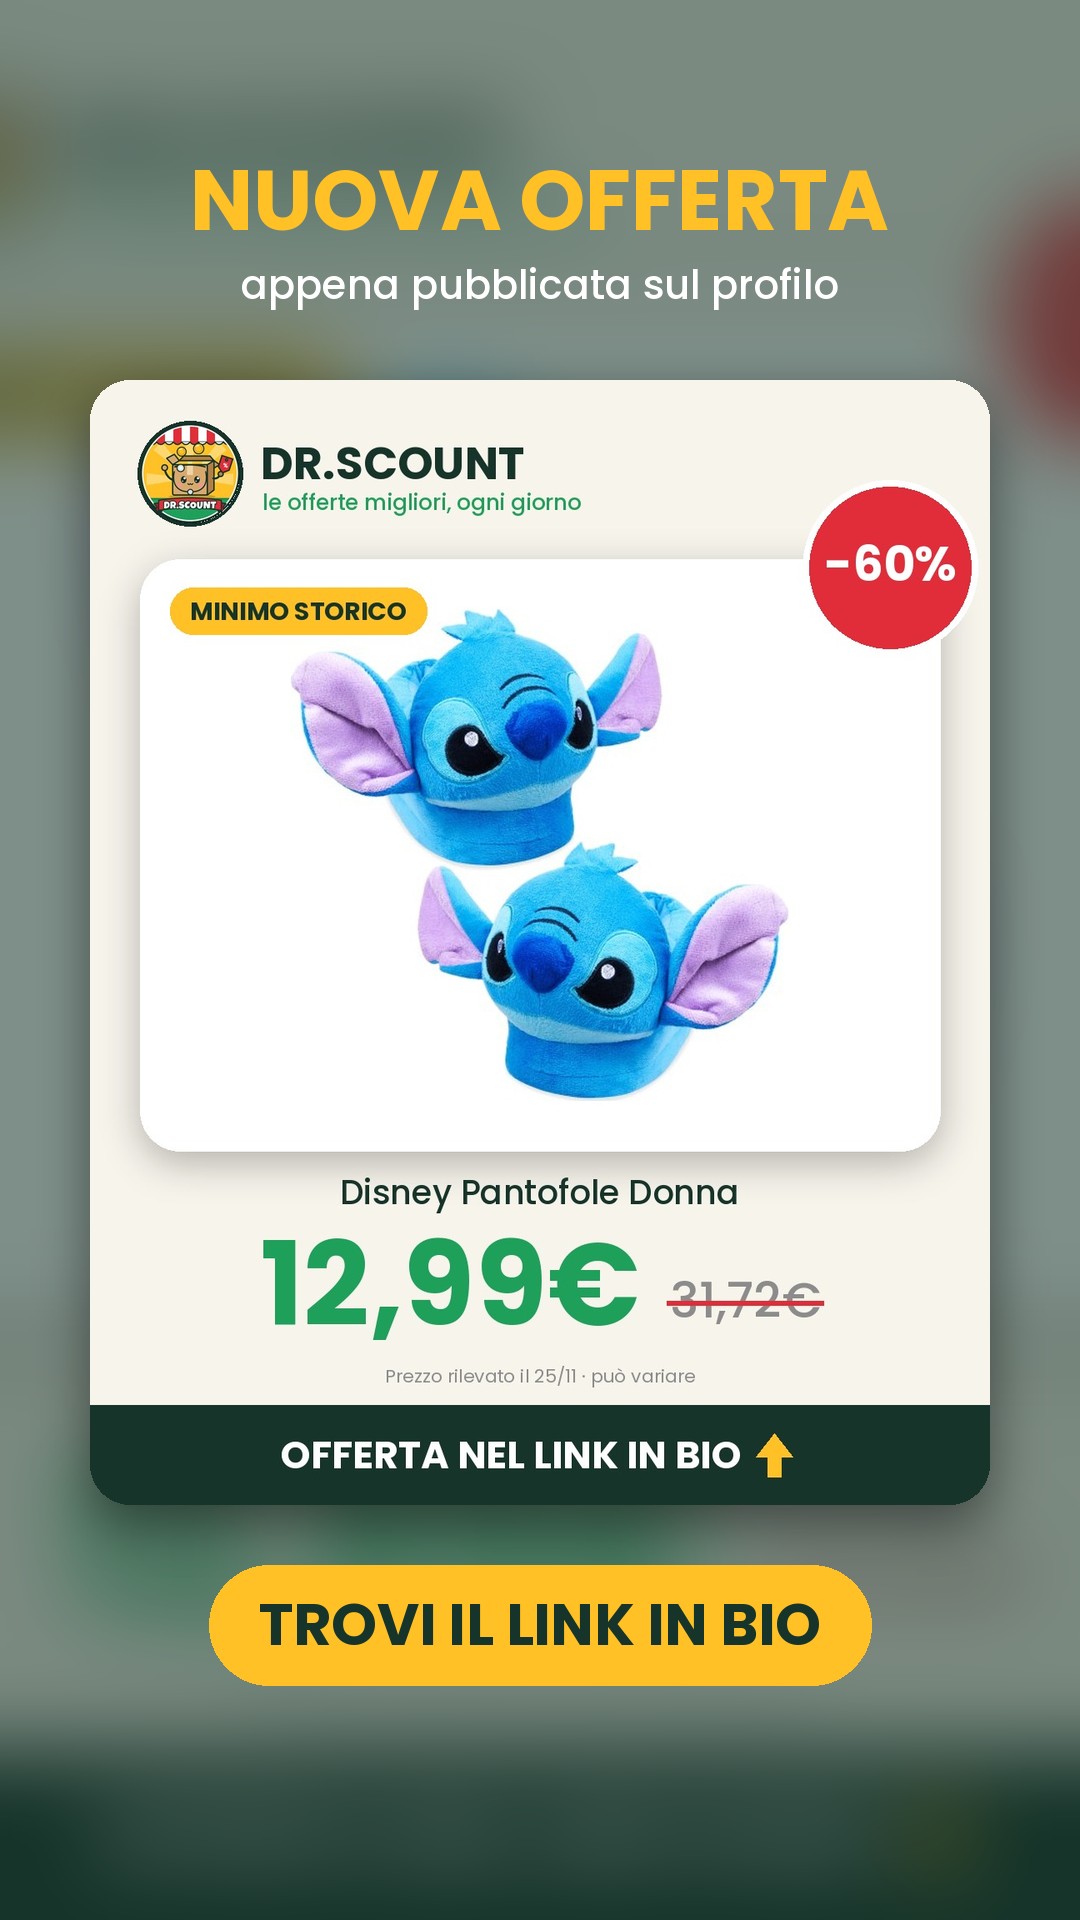 NUOVA OFFERTA
appena pubblicata sul profilo
DR.SCOUNT
DR.SCOUNT
le offerte migliori, ogni giorno
-60%
MINIMO STORICO
Disney Pantofole Donna
12,99€ 31,72€
Prezzo rilevato il 25/11 · può variare
OFFERTA NEL LINK IN BIO
TROVI IL LINK IN BIO